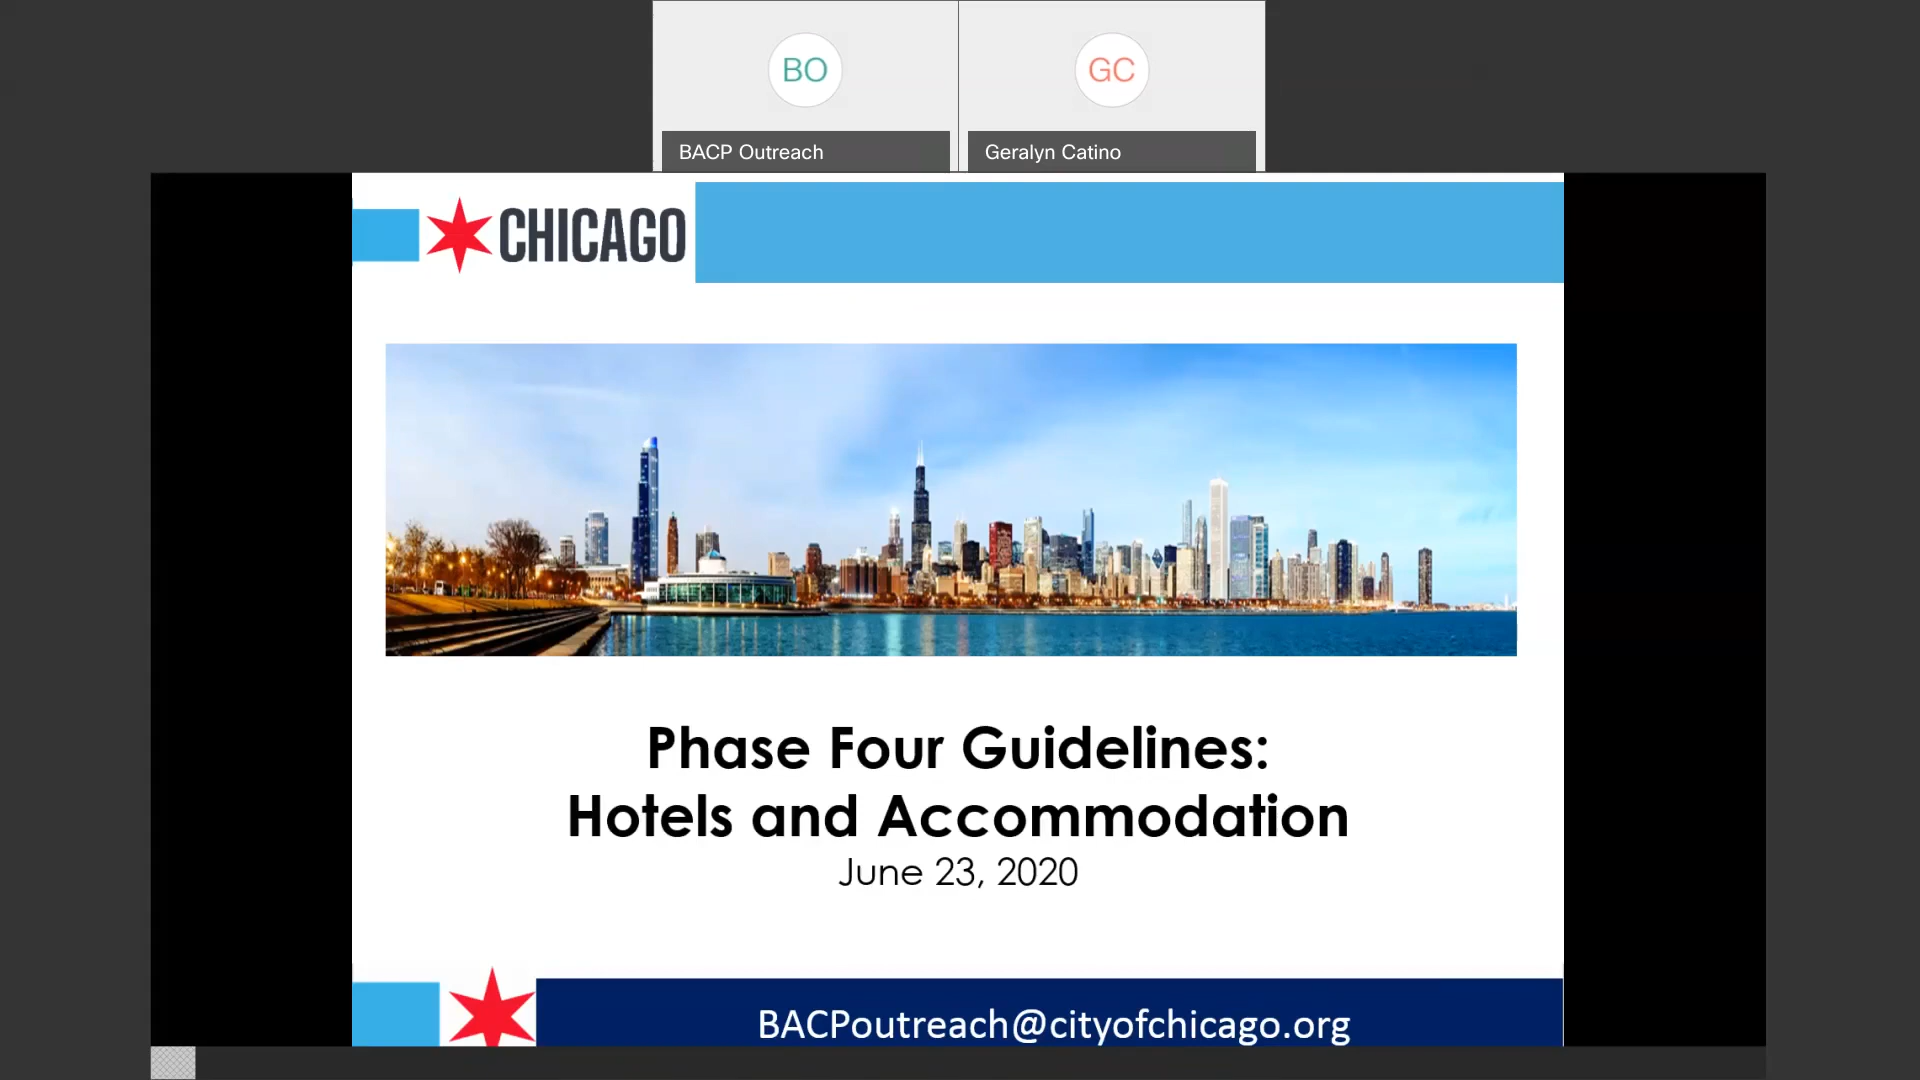 BO
GC
BACP Outreach
Geralyn Catino
CHICAGO
Phase Four Guidelines:
Hotels and Accommodation
June 23, 2020
BACPoutreach@cityofchicago.org